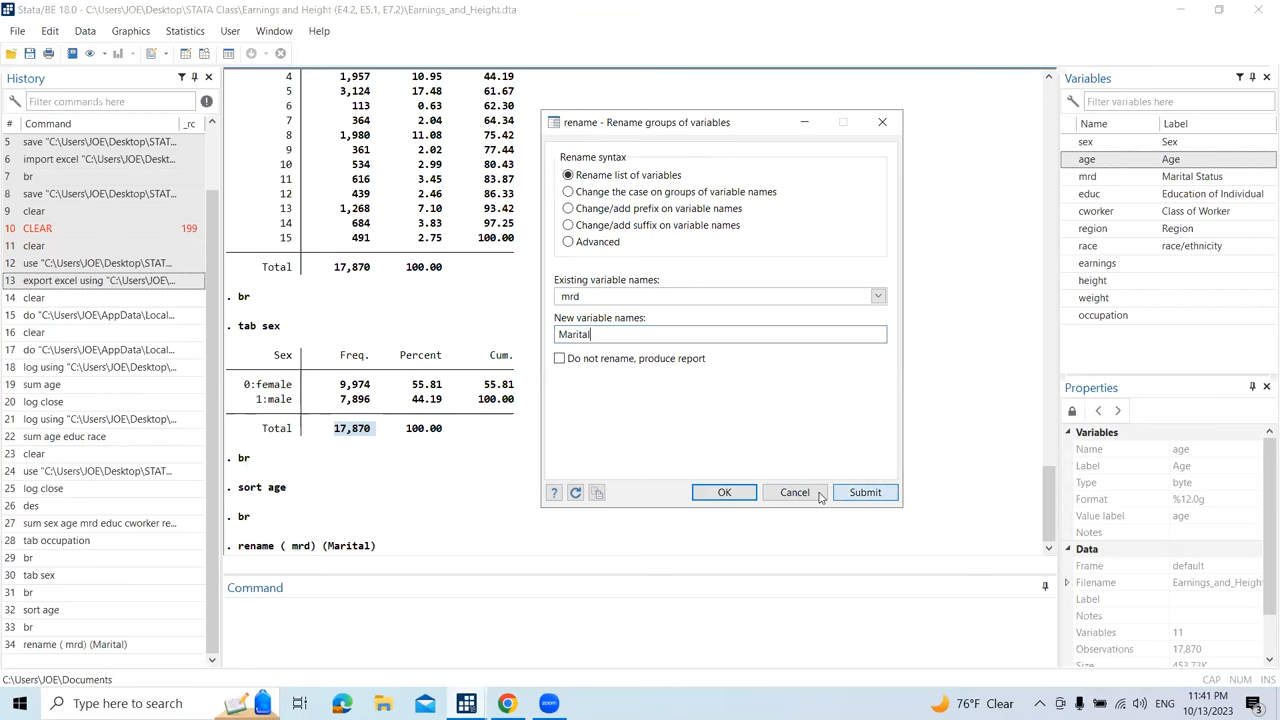 Stata/BE 18.0 - C:\Users\JOE\Desktop\STATA Class\Earnings and Height (E4.2, E5.1, E7.2)\Earnings_and_Height.dta
File Edit Data Graphics Statistics User Window Help
History
Filter commands here
# Command _rc
5 save "C:\Users\JOE\Desktop\STAT...
6 import excel "C:\Users\JOE\Deskt...
7 br
8 save "C:\Users\JOE\Desktop\STAT...
9 clear
10 CLEAR 199
11 clear
12 use "C:\Users\JOE\Desktop\STAT...
13 export excel using "C:\Users\JOE\...
14 clear
15 do "C:\Users\JOE\AppData\Local...
16 clear
17 do "C:\Users\JOE\AppData\Local...
18 log using "C:\Users\JOE\Desktop\...
19 sum age
20 log close
21 log using "C:\Users\JOE\Desktop\...
22 sum age educ race
23 clear
24 use "C:\Users\JOE\Desktop\STAT...
25 log close
26 des
27 sum sex age mrd educ cworker re...
28 tab occupation
29 br
30 tab sex
31 br
32 sort age
33 br
34 rename ( mrd) (Marital)
4 1,957 10.95 44.19
5 3,124 17.48 61.67
6 113 0.63 62.30
7 364 2.04 64.34
8 1,980 11.08 75.42
9 361 2.02 77.44
10 534 2.99 80.43
11 616 3.45 83.87
12 439 2.46 86.33
13 1,268 7.10 93.42
14 684 3.83 97.25
15 491 2.75 100.00
Total 17,870 100.00
. br
. tab sex
Sex Freq. Percent Cum.
0:female 9,974 55.81 55.81
1:male 7,896 44.19 100.00
Total 17,870 100.00
. br
. sort age
. br
. rename ( mrd) (Marital)
Command
rename - Rename groups of variables
Rename syntax
Rename list of variables
Change the case on groups of variable names
Change/add prefix on variable names
Change/add suffix on variable names
Advanced
Existing variable names:
mrd
New variable names:
Marital
Do not rename, produce report
? OK Cancel Submit
Variables
Filter variables here
Name Label
sex Sex
age Age
mrd Marital Status
educ Education of Individual
cworker Class of Worker
region Region
race race/ethnicity
earnings
height
weight
occupation
Properties
Variables
Name age
Label Age
Type byte
Format %12.0g
Value label age
Notes
Data
Frame default
Filename Earnings_and_Heigh
Label
Notes
Variables 11
Observations 17,870
Size 453.73K
C:\Users\JOE\Documents
CAP NUM INS
Type here to search
zoom
76°F Clear
ENG
11:41 PM
10/13/2023
3